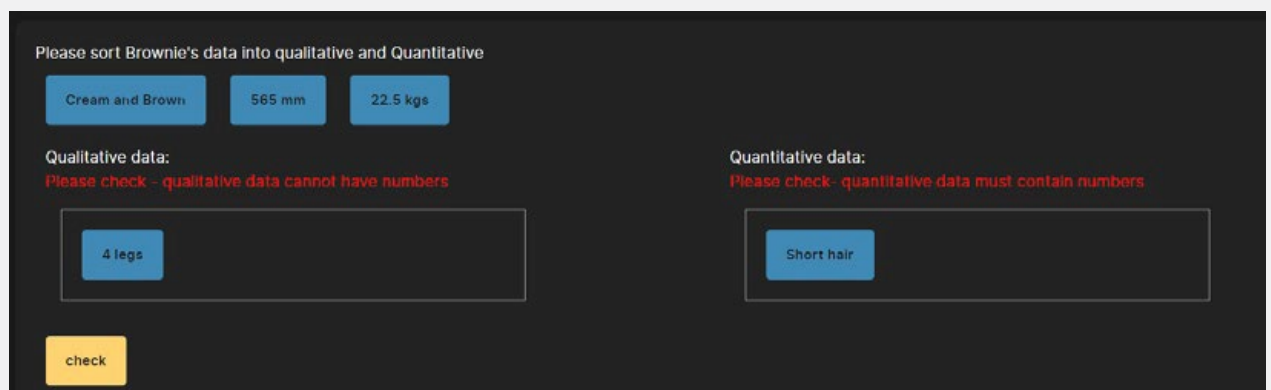 Please sort Brownie's data into qualitative and Quantitative
Cream and Brown 565 mm 22.5 kgs
Qualitative data:
Please check - qualitative data cannot have numbers
4 legs
Quantitative data:
Please check- quantitative data must contain numbers
Short hair
check